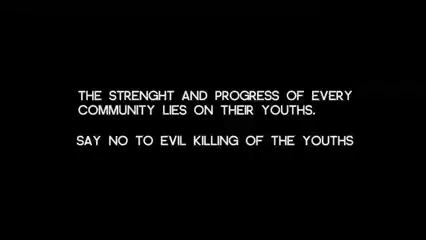 THE STRENGHT AND PROGRESS OF EVERY
COMMUNITY LIES ON THEIR YOUTHS.
SAY NO TO EVIL KILLING OF THE YOUTHS